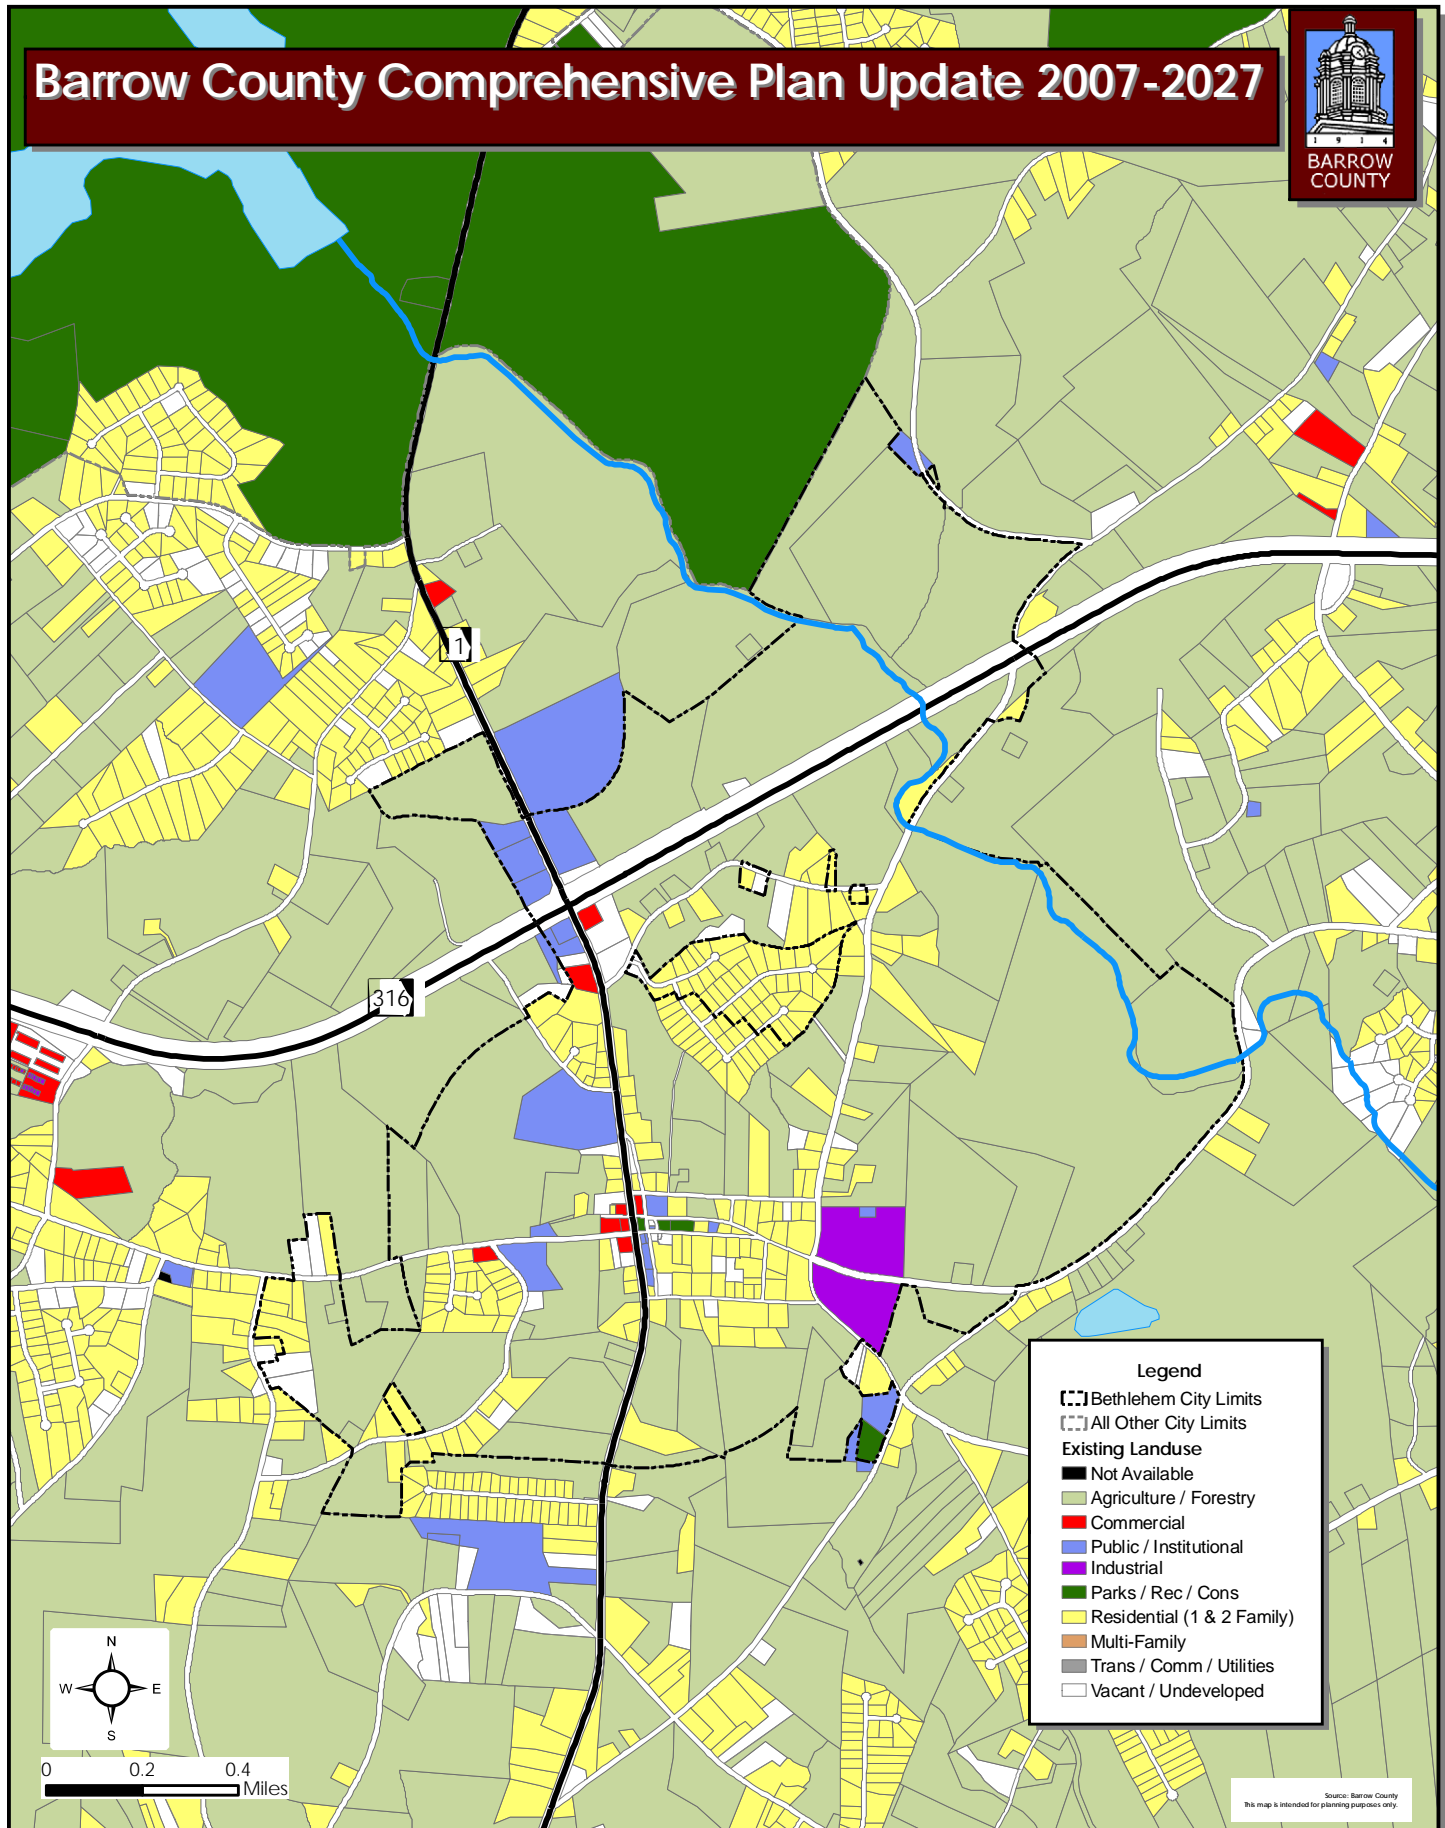 Barrow County Comprehensive Plan Update 2007-2027
1 9 1 4
BARROW
COUNTY
1
316
Legend
Bethlehem City Limits
All Other City Limits
Existing Landuse
Not Available
Agriculture / Forestry
Commercial
Public / Institutional
Industrial
Parks / Rec / Cons
Residential (1 & 2 Family)
Multi-Family
Trans / Comm / Utilities
Vacant / Undeveloped
N
W E
S
0 0.2 0.4
Miles
Source: Barrow County
This map is intended for planning purposes only.